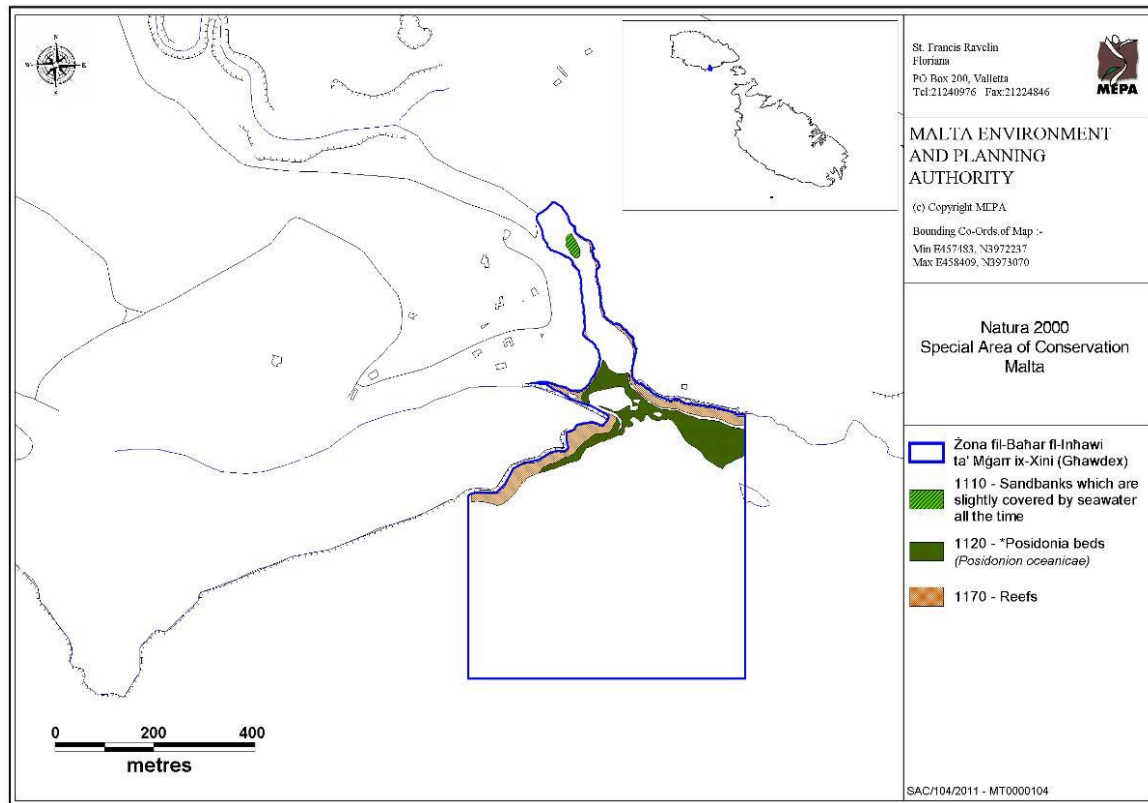 N
W
E
S
St. Francis Ravelin
Floriana
PO Box 200, Valletta
Tel:21240976 Fax:21224846
MEPA
MALTA ENVIRONMENT
AND PLANNING
AUTHORITY
(c) Copyright MEPA
Bounding Co-Ords of Map :-
Min E457483, N3972237
Max E458409, N3973070
Natura 2000
Special Area of Conservation
Malta
Żona fil-Baħar fl-Inħawi
ta' Mġarr ix-Xini (Għawdex)
1110 - Sandbanks which are
slightly covered by seawater
all the time
1120 - *Posidonia beds
(Posidonion oceanicae)
1170 - Reefs
0 200 400
metres
SAC/104/2011 - MT0000104